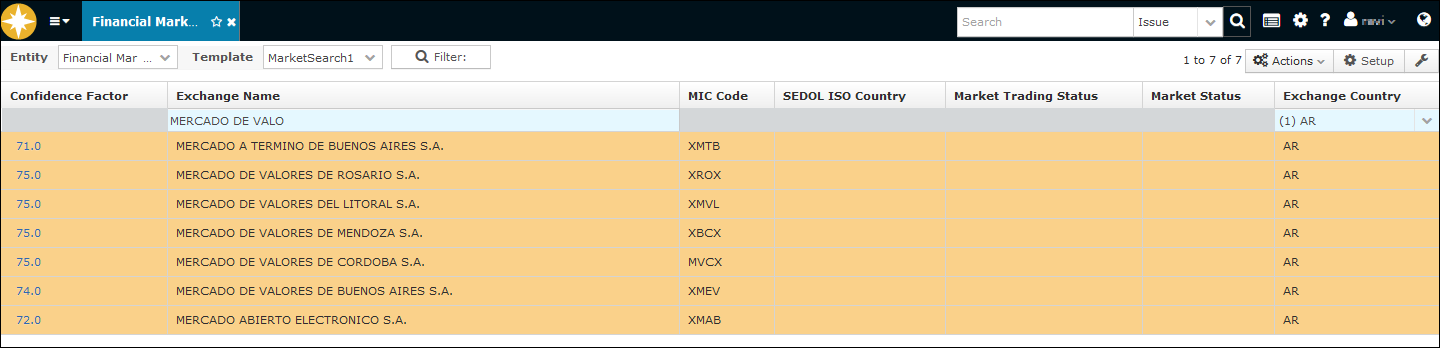 Financial Mark... Search Issue ravi
Entity Financial Mar ... Template MarketSearch1 Filter: 1 to 7 of 7 Actions Setup
Confidence Factor Exchange Name MIC Code SEDOL ISO Country Market Trading Status Market Status Exchange Country
MERCADO DE VALO (1) AR
71.0 MERCADO A TERMINO DE BUENOS AIRES S.A. XMTB AR
75.0 MERCADO DE VALORES DE ROSARIO S.A. XROX AR
75.0 MERCADO DE VALORES DEL LITORAL S.A. XMVL AR
75.0 MERCADO DE VALORES DE MENDOZA S.A. XBCX AR
75.0 MERCADO DE VALORES DE CORDOBA S.A. MVCX AR
74.0 MERCADO DE VALORES DE BUENOS AIRES S.A. XMEV AR
72.0 MERCADO ABIERTO ELECTRONICO S.A. XMAB AR